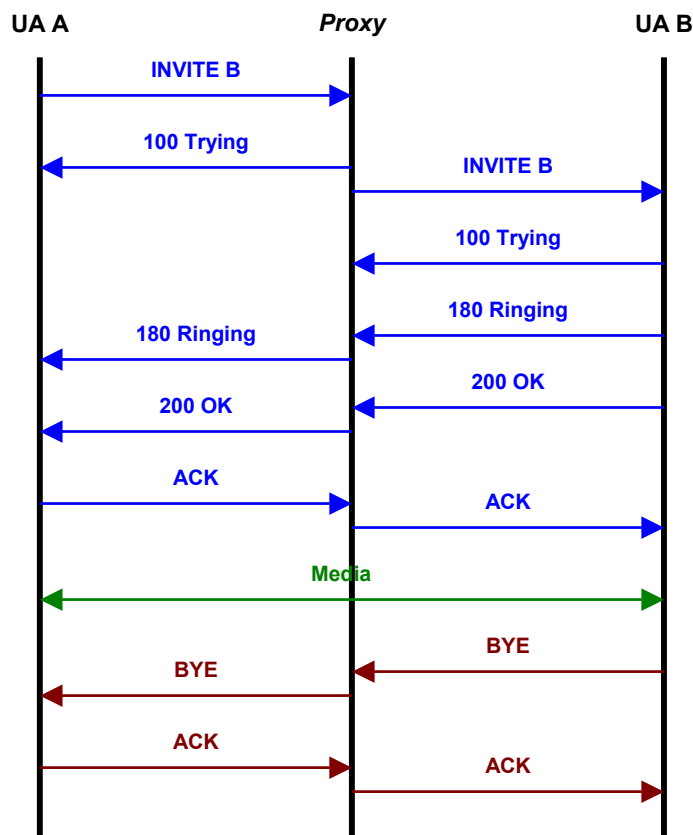 UA A
Proxy
UA B
INVITE B
100 Trying
INVITE B
100 Trying
180 Ringing
180 Ringing
200 OK
200 OK
ACK
ACK
Media
BYE
BYE
ACK
ACK